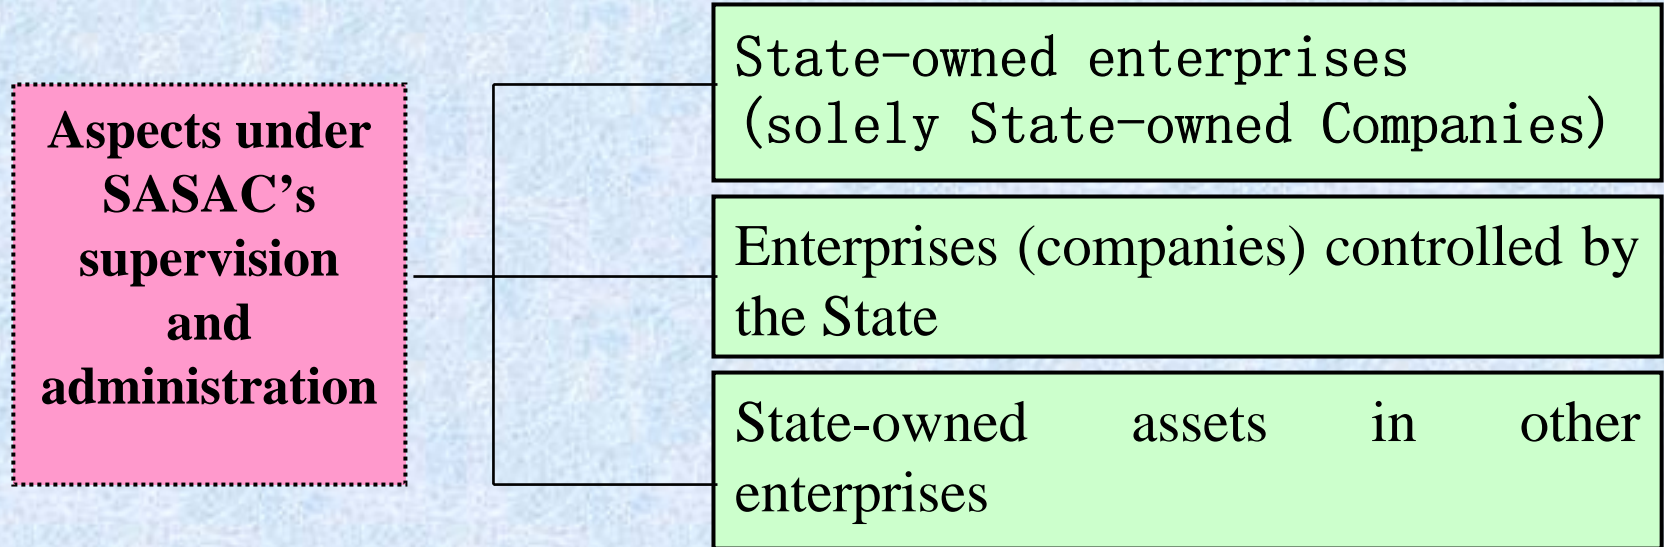 Aspects under
SASAC’s
supervision
and
administration
State-owned enterprises
(solely State-owned Companies)
Enterprises (companies) controlled by
the State
State-owned assets in other
enterprises